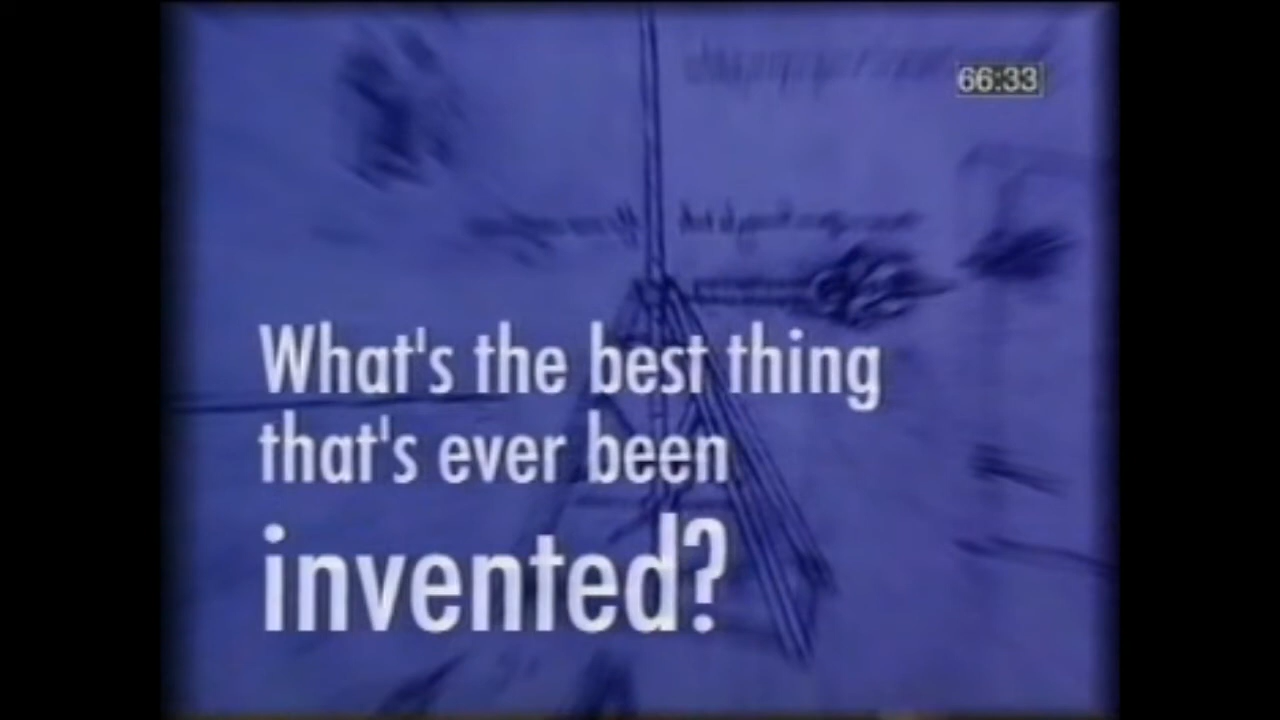 66:33
What's the best thing
that's ever been
invented?